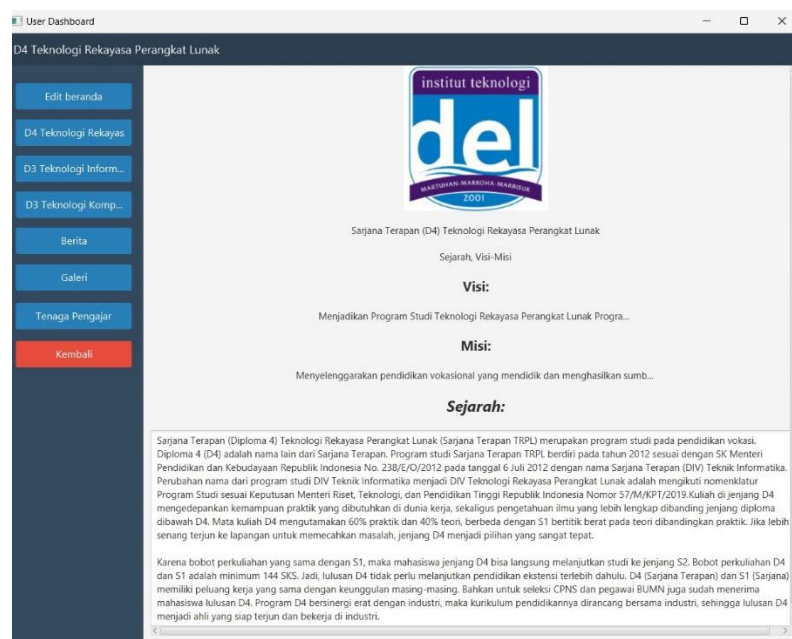 User Dashboard
D4 Teknologi Rekayasa Perangkat Lunak
Edit beranda
D4 Teknologi Rekayas
D3 Teknologi Inform...
D3 Teknologi Komp...
Berita
Galeri
Tenaga Pengajar
Kembali
institut teknologi
del
MARTUHAN-MARROHA-MARBISUK
2001
Sarjana Terapan (D4) Teknologi Rekayasa Perangkat Lunak
Sejarah, Visi-Misi
Visi:
Menjadikan Program Studi Teknologi Rekayasa Perangkat Lunak Progra...
Misi:
Menyelenggarakan pendidikan vokasional yang mendidik dan menghasilkan sumb...
Sejarah:
Sarjana Terapan (Diploma 4) Teknologi Rekayasa Perangkat Lunak (Sarjana Terapan TRPL) merupakan program studi pada pendidikan vokasi.
Diploma 4 (D4) adalah nama lain dari Sarjana Terapan. Program studi Sarjana Terapan TRPL berdiri pada tahun 2012 sesuai dengan SK Menteri
Pendidikan dan Kebudayaan Republik Indonesia No. 238/E/O/2012 pada tanggal 6 Juli 2012 dengan nama Sarjana Terapan (DIV) Teknik Informatika.
Perubahan nama dari program studi DIV Teknik Informatika menjadi DIV Teknologi Rekayasa Perangkat Lunak adalah mengikuti nomenklatur
Program Studi sesuai Keputusan Menteri Riset, Teknologi, dan Pendidikan Tinggi Republik Indonesia Nomor 57/M/KPT/2019.Kuliah di jenjang D4
mengedepankan kemampuan praktik yang dibutuhkan di dunia kerja, sekaligus pengetahuan ilmu yang lebih lengkap dibanding jenjang diploma
dibawah D4. Mata kuliah D4 mengutamakan 60% praktik dan 40% teori, berbeda dengan S1 bertitik berat pada teori dibandingkan praktik. Jika lebih
senang terjun ke lapangan untuk memecahkan masalah, jenjang D4 menjadi pilihan yang sangat tepat.
Karena bobot perkuliahan yang sama dengan S1, maka mahasiswa jenjang D4 bisa langsung melanjutkan studi ke jenjang S2. Bobot perkuliahan D4
dan S1 adalah minimum 144 SKS. Jadi, lulusan D4 tidak perlu melanjutkan pendidikan ekstensi terlebih dahulu. D4 (Sarjana Terapan) dan S1 (Sarjana)
memiliki peluang kerja yang sama dengan keunggulan masing-masing. Bahkan untuk seleksi CPNS dan pegawai BUMN juga sudah menerima
mahasiswa lulusan D4. Program D4 bersinergi erat dengan industri, maka kurikulum pendidikannya dirancang bersama industri, sehingga lulusan D4
menjadi ahli yang siap terjun dan bekerja di industri.